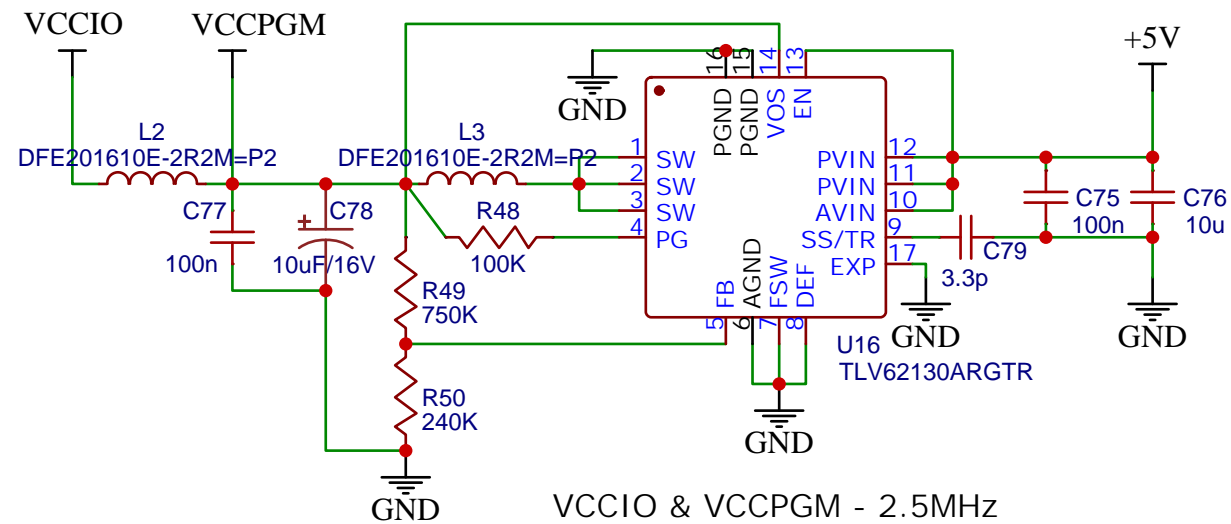 VCCIO
VCCPGM
+5V
GND
16
15
14
13
PGND
PGND
VOS
EN
L2
DFE201610E-2R2M=P2
L3
DFE201610E-2R2M=P2
1
SW
2
SW
3
SW
4
PG
PVIN
12
PVIN
11
AVIN
10
SS/TR
9
EXP
17
C77
100n
C78
10uF/16V
R48
100K
C75
100n
C76
10u
C79
3.3p
R49
750K
FB
AGND
FSW
DEF
5
6
7
8
GND
GND
U16
TLV62130ARGTR
R50
240K
GND
GND
VCCIO & VCCPGM - 2.5MHz